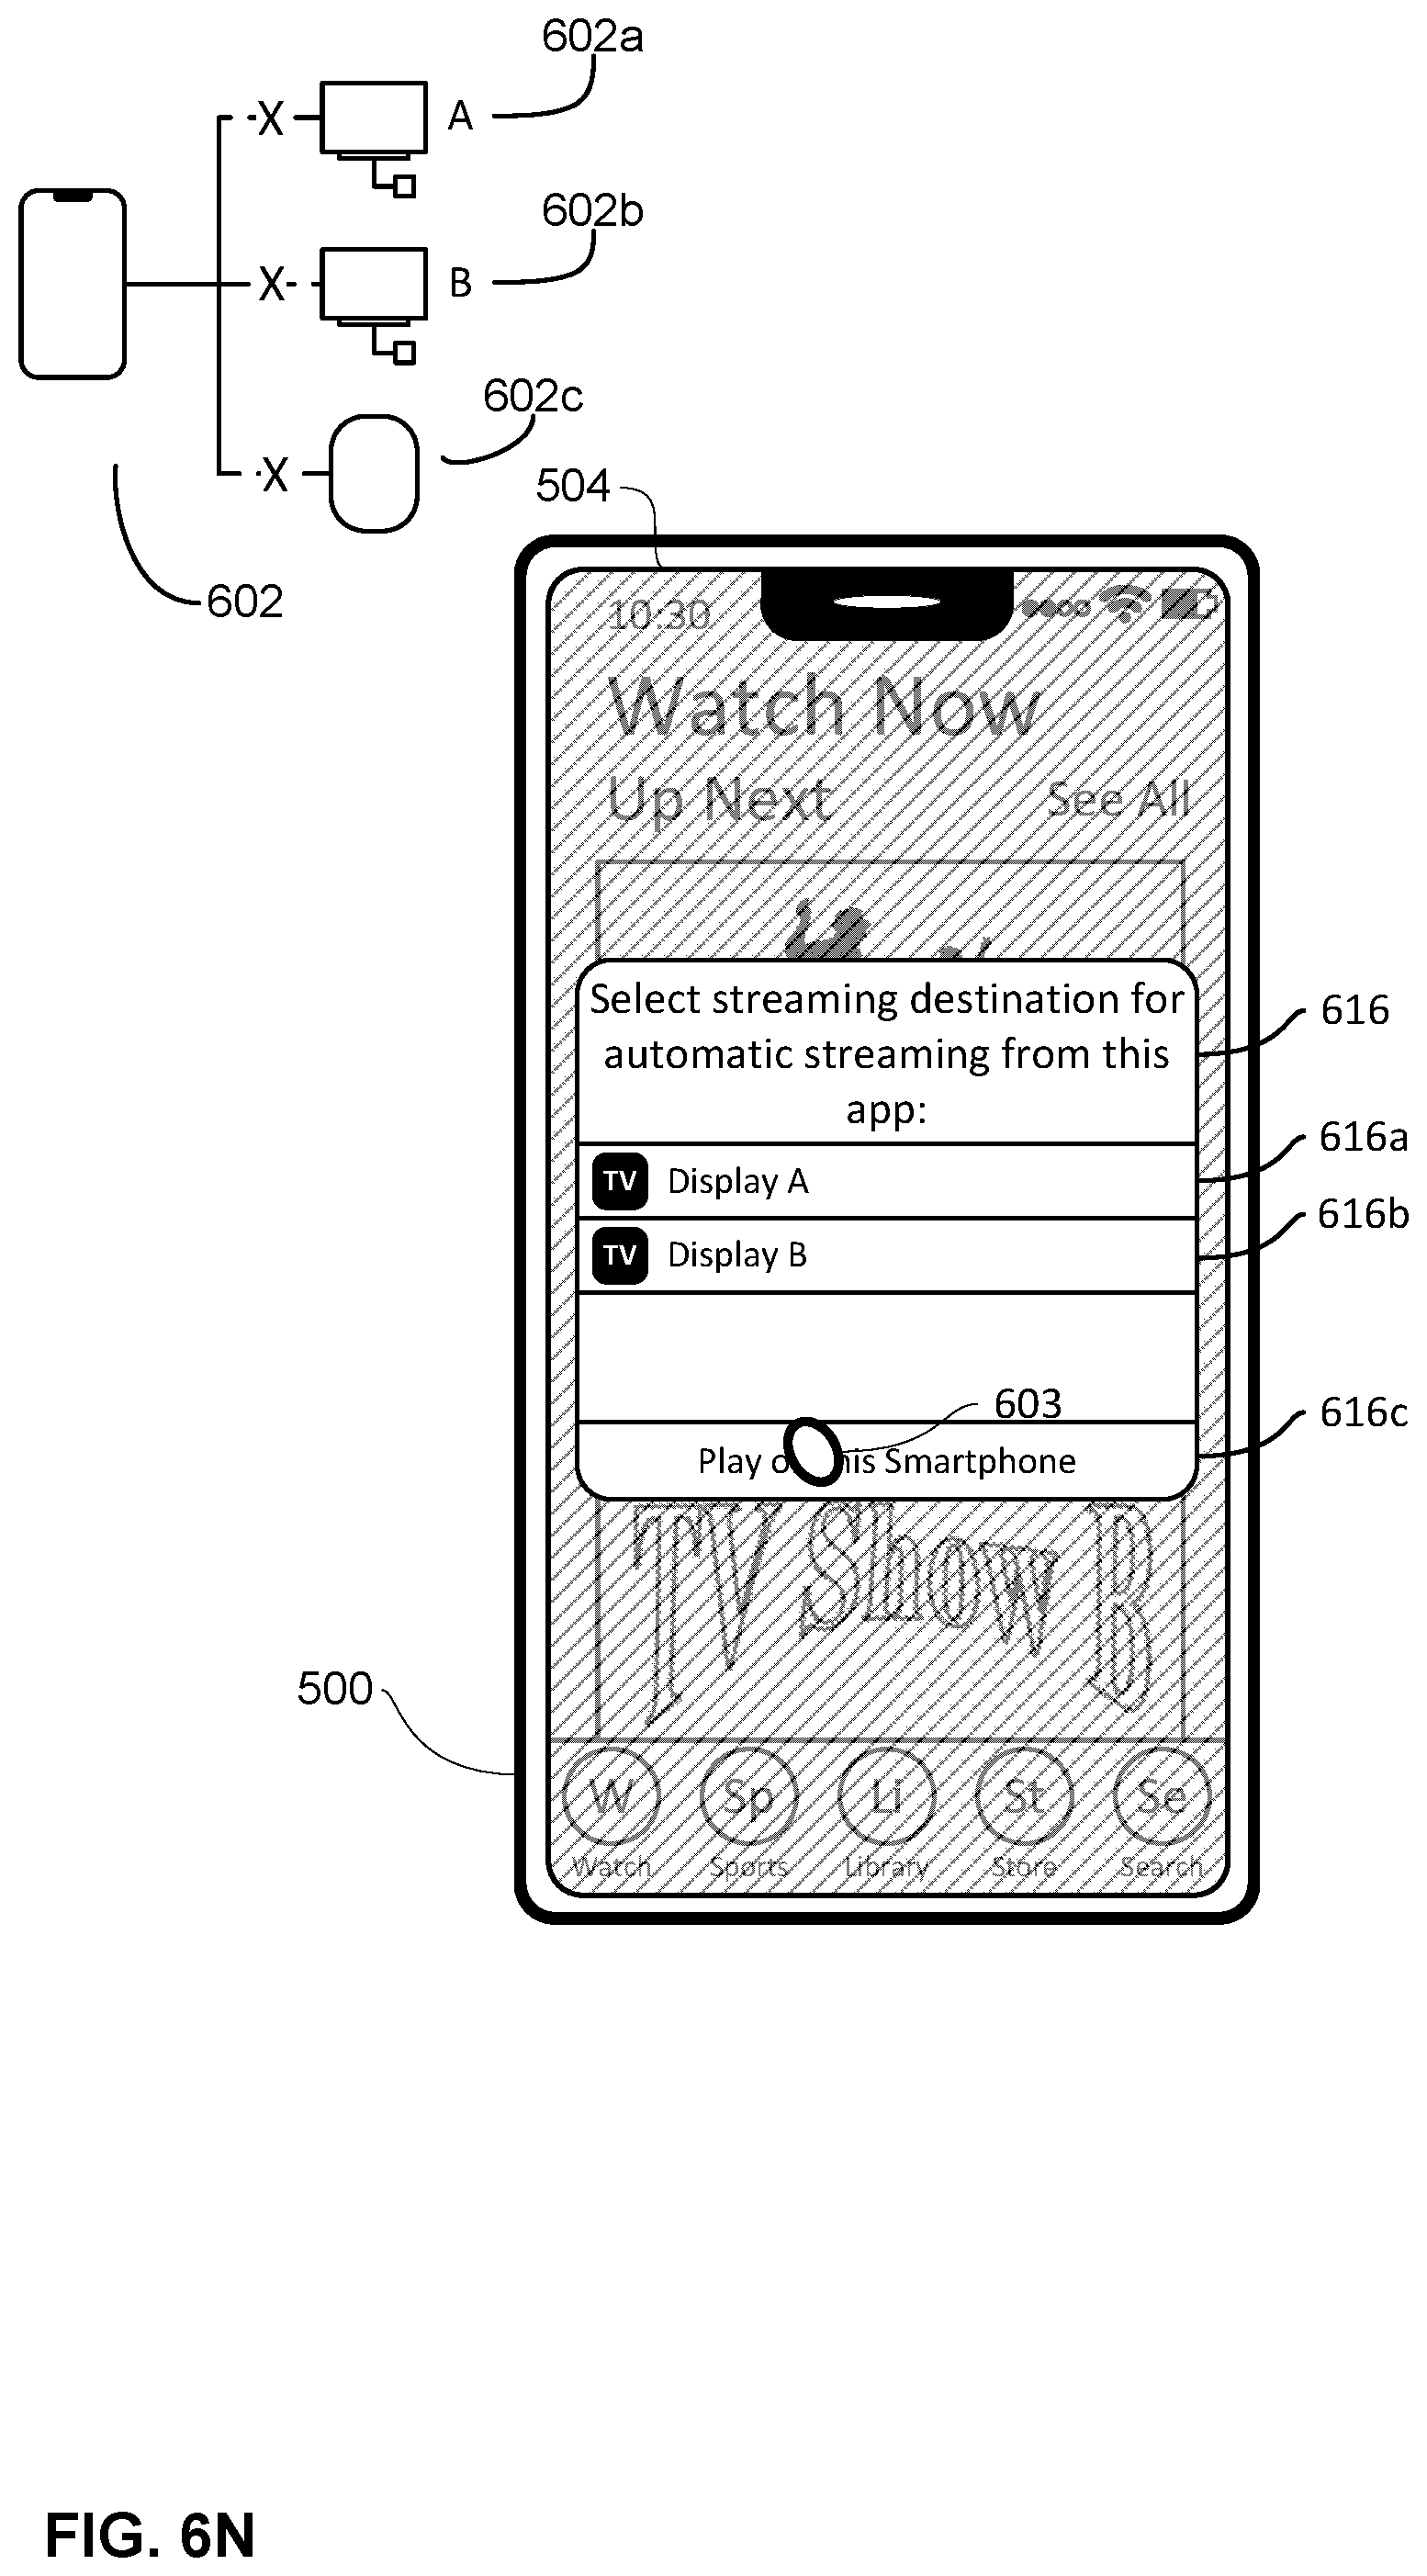 602a
X A
602b
X B
602c
X
504
602
10:30
Watch Now
Up Next See All
Select streaming destination for
automatic streaming from this
app:
616
616a
TV Display A
616b
TV Display B
603
616c
Play Smartphone
TV Show B
500
W Sp Li St Se
Watch Sports Library Store Search
FIG. 6N